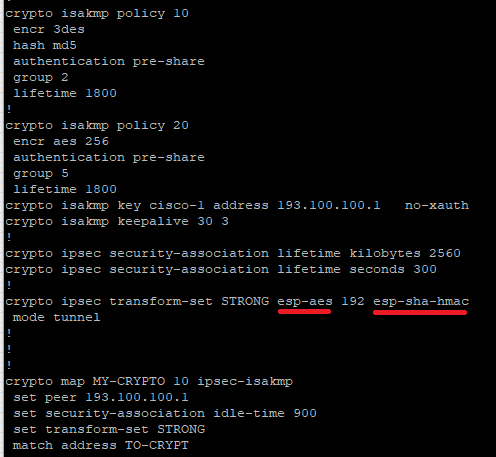 crypto isakmp policy 10
 encr 3des
 hash md5
 authentication pre-share
 group 2
 lifetime 1800
!
crypto isakmp policy 20
 encr aes 256
 authentication pre-share
 group 5
 lifetime 1800
crypto isakmp key cisco-1 address 193.100.100.1   no-xauth
crypto isakmp keepalive 30 3
!
crypto ipsec security-association lifetime kilobytes 2560
crypto ipsec security-association lifetime seconds 300
!
crypto ipsec transform-set STRONG esp-aes 192 esp-sha-hmac
 mode tunnel
!
!
!
crypto map MY-CRYPTO 10 ipsec-isakmp
 set peer 193.100.100.1
 set security-association idle-time 900
 set transform-set STRONG
 match address TO-CRYPT